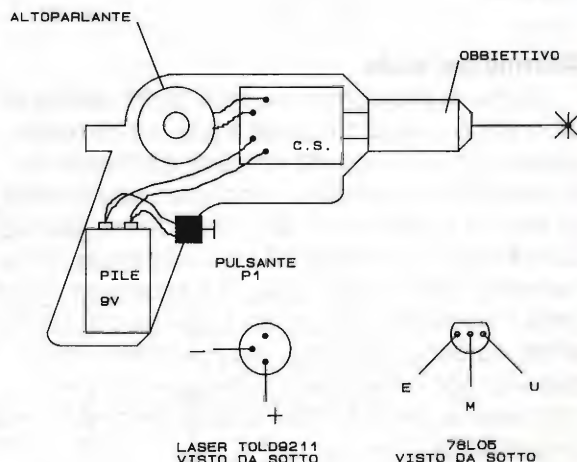 ALTOPARLANTE
OBBIETTIVO
C.S.
PILE
9V
PULSANTE
P1
-
+
E
M
U
LASER TOLD9211
VISTO DA SOTTO
78L05
VISTO DA SOTTO